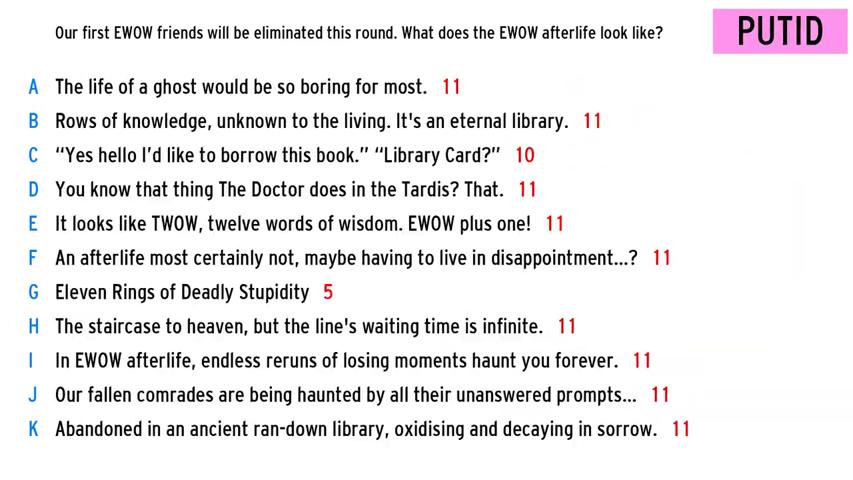 Our first EWOW friends will be eliminated this round. What does the EWOW afterlife look like?
PUTID
A The life of a ghost would be so boring for most. 11
B Rows of knowledge, unknown to the living. It's an eternal library. 11
C “Yes hello I’d like to borrow this book.” “Library Card?” 10
D You know that thing The Doctor does in the Tardis? That. 11
E It looks like TWOW, twelve words of wisdom. EWOW plus one! 11
F An afterlife most certainly not, maybe having to live in disappointment...? 11
G Eleven Rings of Deadly Stupidity 5
H The staircase to heaven, but the line's waiting time is infinite. 11
I In EWOW afterlife, endless reruns of losing moments haunt you forever. 11
J Our fallen comrades are being haunted by all their unanswered prompts... 11
K Abandoned in an ancient ran-down library, oxidising and decaying in sorrow. 11